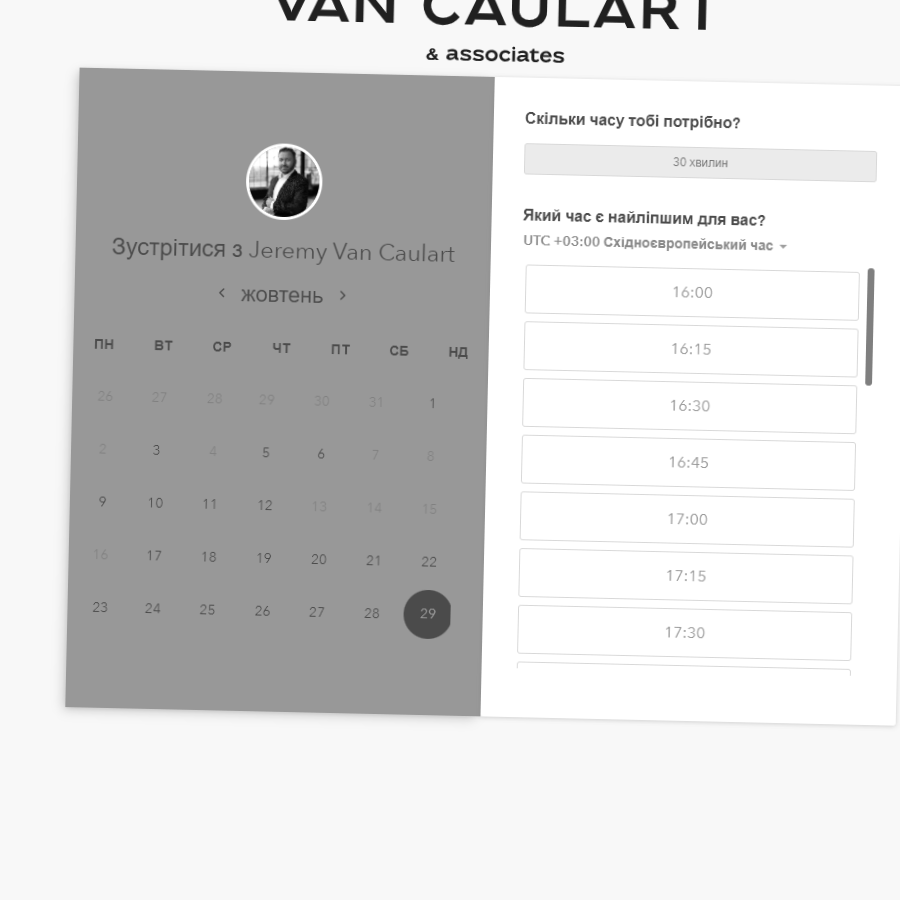 VAN CAULART
& associates
Зустрітися з Jeremy Van Caulart
жовтень
ПН ВТ СР ЧТ ПТ СБ НД
26 27 28 29 30 31 1
2 3 4 5 6 7 8
9 10 11 12 13 14 15
16 17 18 19 20 21 22
23 24 25 26 27 28 29
Скільки часу тобі потрібно?
30 хвилин
Який час є найліпшим для вас?
UTC +03:00 Східноєвропейський час
16:00
16:15
16:30
16:45
17:00
17:15
17:30